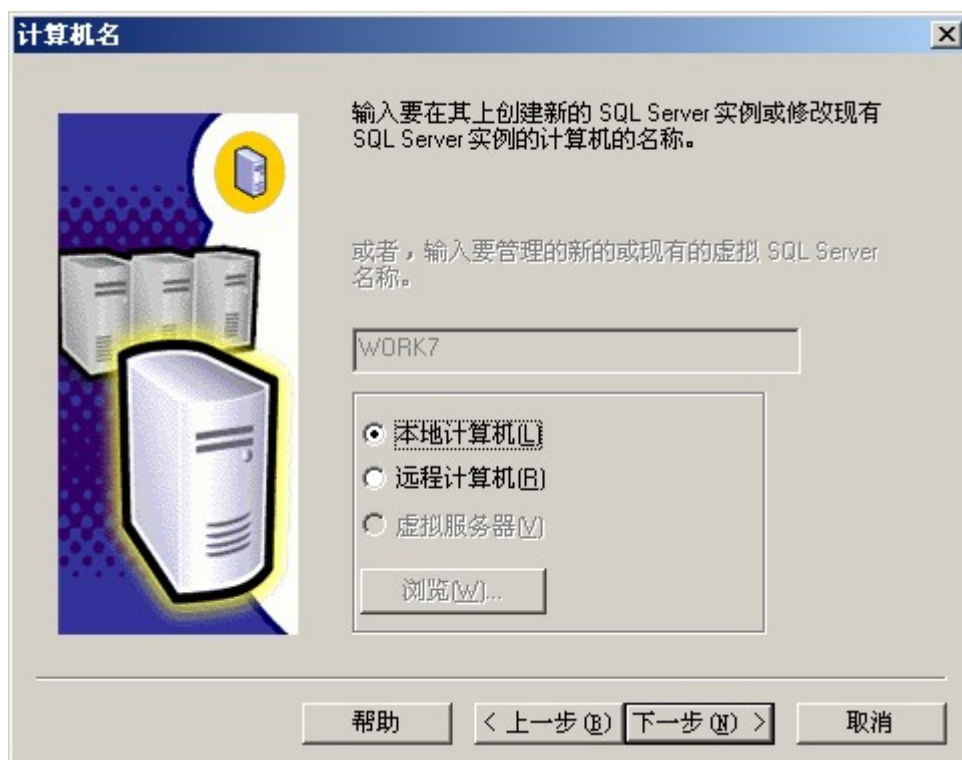 计算机名
输入要在其上创建新的 SQL Server 实例或修改现有
SQL Server 实例的计算机的名称。
或者，输入要管理的新的或现有的虚拟 SQL Server
名称。
WORK7
本地计算机(L)
远程计算机(R)
虚拟服务器(V)
浏览(W)...
帮助
< 上一步(B)
下一步(N) >
取消